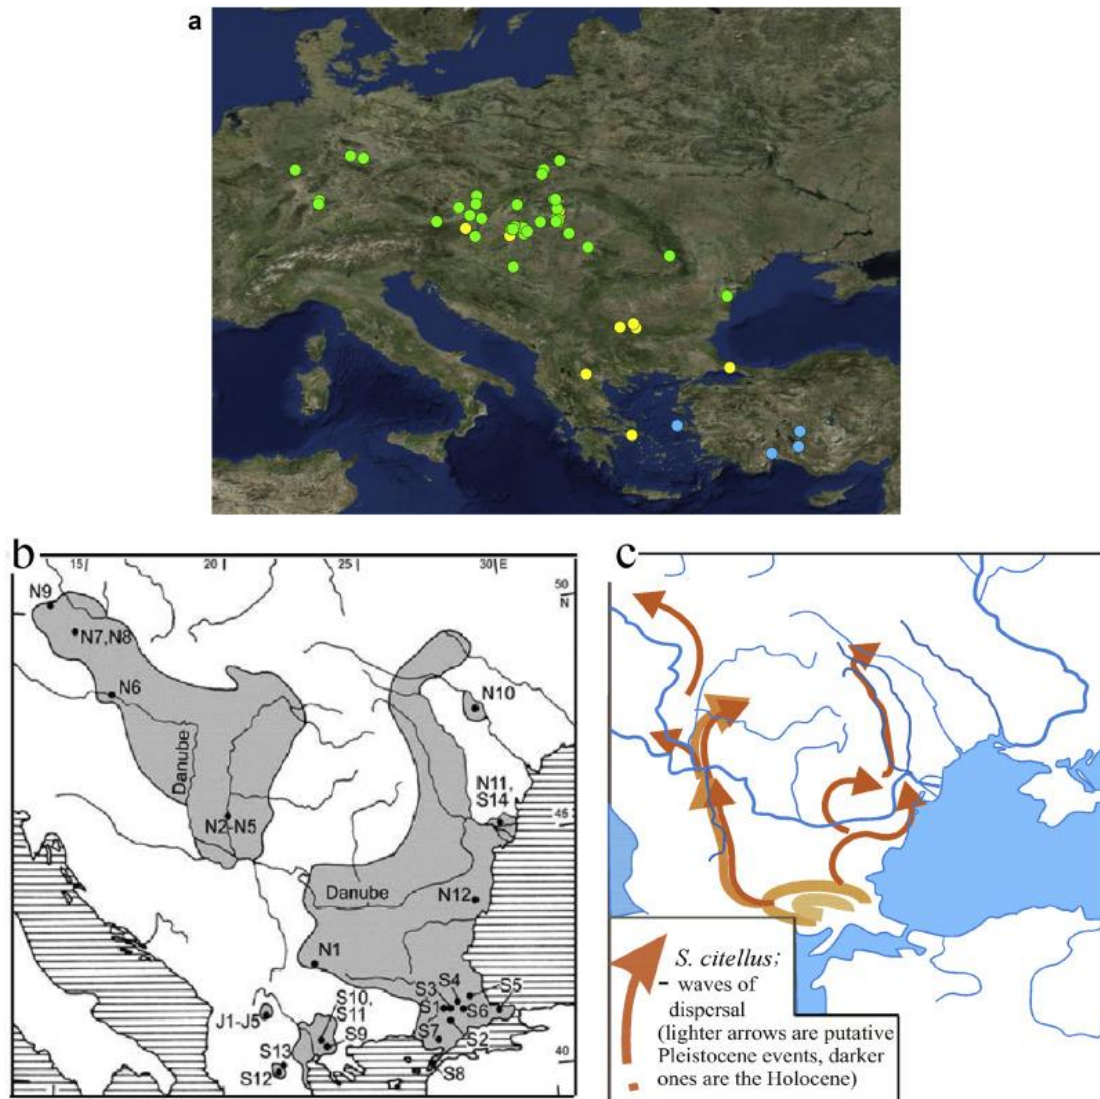 a
b
15
20
25
30 E
50
N
N9
N7,N8
N6
N10
Danube
N11,
S14
45
N2-N5
Danube
N12
N1
S4
S5
S3
S10,
S11
S1
S6
J1-J5
S7
S9
S2
S13
S12
S8
40
c
S. citellus;
- waves of
dispersal
(lighter arrows are putative
Pleistocene events, darker
ones are the Holocene)